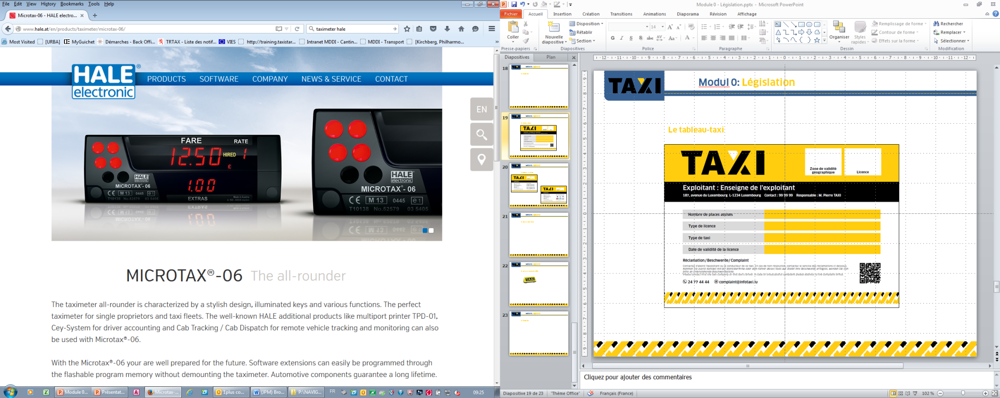 File Edit View History Bookmarks Tools Help
Microtax-06 - HALE electro...
www.hale.at/en/products/taximeter/microtax-06/
taximeter hale
Most Visited [URBA] MyGuichet Démarches - Back Offi... TRTAX - Liste des notif... VIES http://training.taxistar... Intranet MDDI - Cantin... MDDI - Transport [Kirchberg, Philharmo...
HALE
electronic
PRODUCTS SOFTWARE COMPANY NEWS & SERVICE CONTACT
EN
FARE RATE
12.50 HIRED 1
£
HALE
electronic
MICROTAX®- 06
CE M 13 0445 e1
T10138 No.52579 03 5405
1.00
EXTRAS
HALE
electronic
MICROTAX®- 06
CE M 13 0445 e1
T10138 No.52579 03 5405
MICROTAX®-06 The all-rounder
The taximeter all-rounder is characterized by a stylish design, illuminated keys and various functions. The perfect
taximeter for single proprietors and taxi fleets. The well-known HALE additional products like multiport printer TPD-01,
Cey-System for driver accounting and Cab Tracking / Cab Dispatch for remote vehicle tracking and monitoring can also
be used with Microtax®-06.
With the Microtax®-06 your are well prepared for the future. Software extensions can easily be programmed through
the flashable program memory without demounting the taximeter. Automotive components guarantee a long lifetime.
Module 0... Présentat... Microtax-... 1plus co... (JPM) Bro... P:\NAVIG... FR 09:25
Module 0 - Législation.pptx - Microsoft PowerPoint
Fichier Accueil Insertion Création Transitions Animations Diaporama Révision Affichage
Coller
Nouvelle
diapositive
Disposition
Rétablir
Section
14
Organiser
Styles
rapides
Remplissage de forme
Contour de forme
Effets sur la forme
Rechercher
Remplacer
Sélectionner
Presse-papiers Diapositives Police Paragraphe Dessin Modification
Diapositives Plan
18
19
20
21
22
23
TAXI
Modul 0: Législation
Le tableau-taxi
TAXI
Zone de validité
géographique
Licence
Exploitant : Enseigne de l'exploitant
187, avenue du Luxembourg L-1234 Luxembourg Contact : 99 99 99 Responsable : M. Pierre TAXI
Nombre de places assises
Type de licence
Type de taxi
Date de validité de la licence
Réclamation/Beschwerde/Complaint
24 77 44 44 complaint@infotaxi.lu
Cliquez pour ajouter des commentaires
Diapositive 19 de 23 "Thème Office" Français (France) 102 %